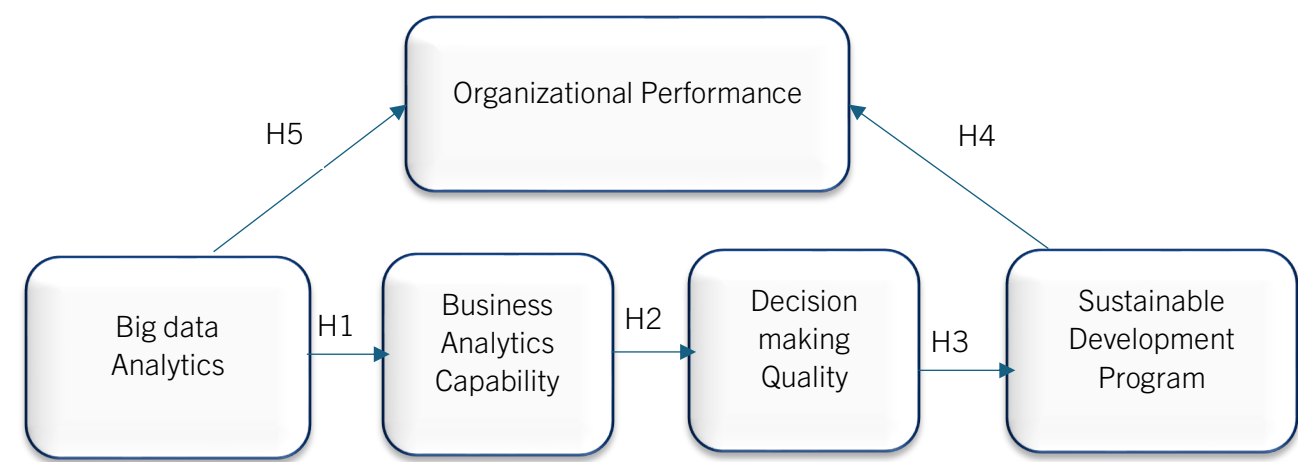 Organizational Performance
H5
H4
Big data
Analytics
H1
Business
Analytics
Capability
H2
Decision
making
Quality
H3
Sustainable
Development
Program